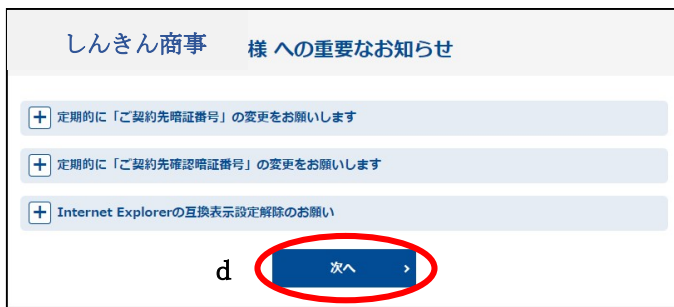 しんきん商事 様 への重要なお知らせ
+ 定期的に「ご契約先暗証番号」の変更をお願いします
+ 定期的に「ご契約先確認暗証番号」の変更をお願いします
+ Internet Explorerの互換表示設定解除のお願い
d 次へ ›